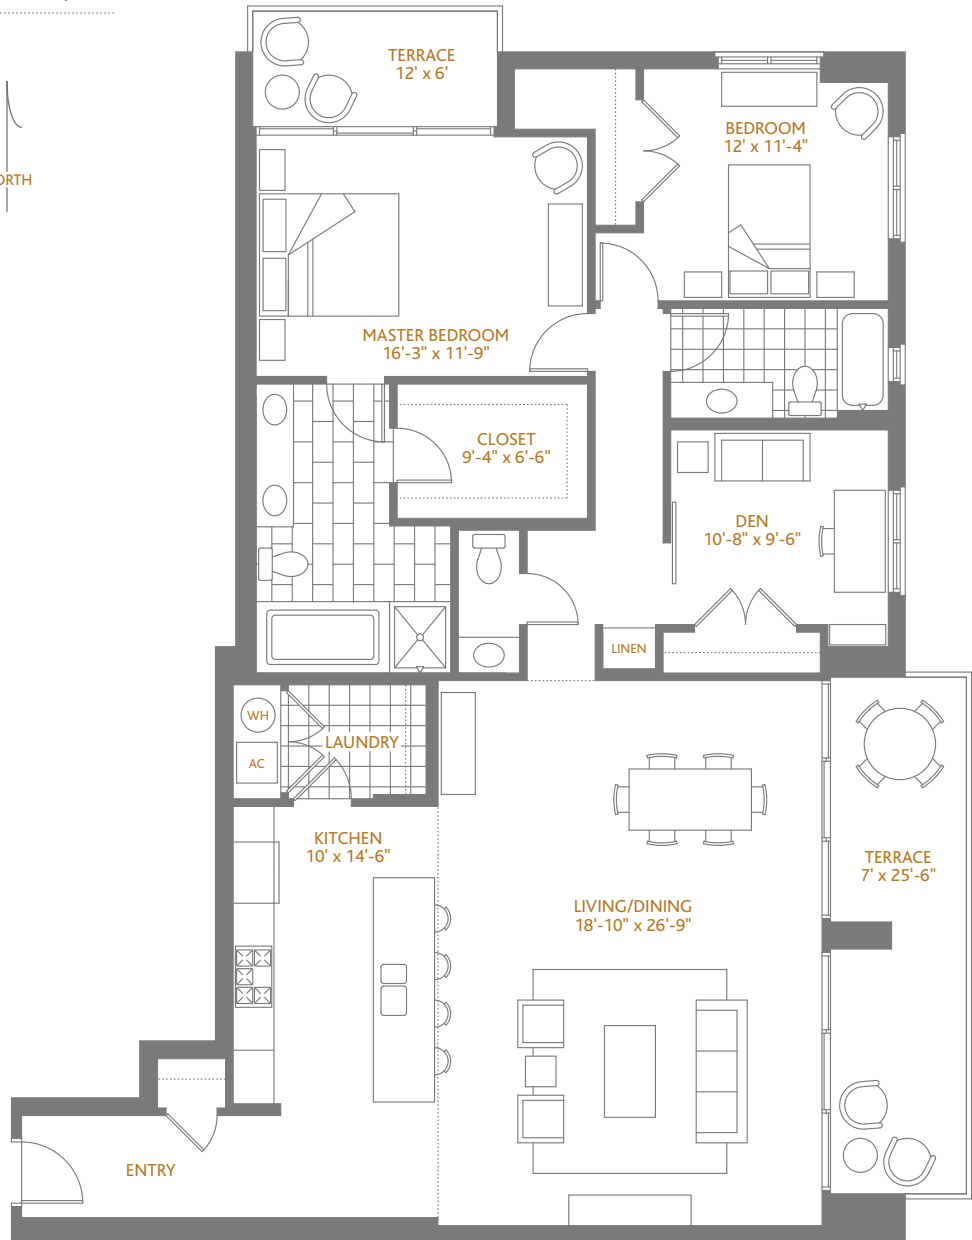 TERRACE
12' x 6'
BEDROOM
12' x 11'-4"
MASTER BEDROOM
16'-3" x 11'-9"
CLOSET
9'-4" x 6'-6"
DEN
10'-8" x 9'-6"
LINEN
WH
LAUNDRY
AC
KITCHEN
10' x 14'-6"
TERRACE
7' x 25'-6"
LIVING/DINING
18'-10" x 26'-9"
ENTRY